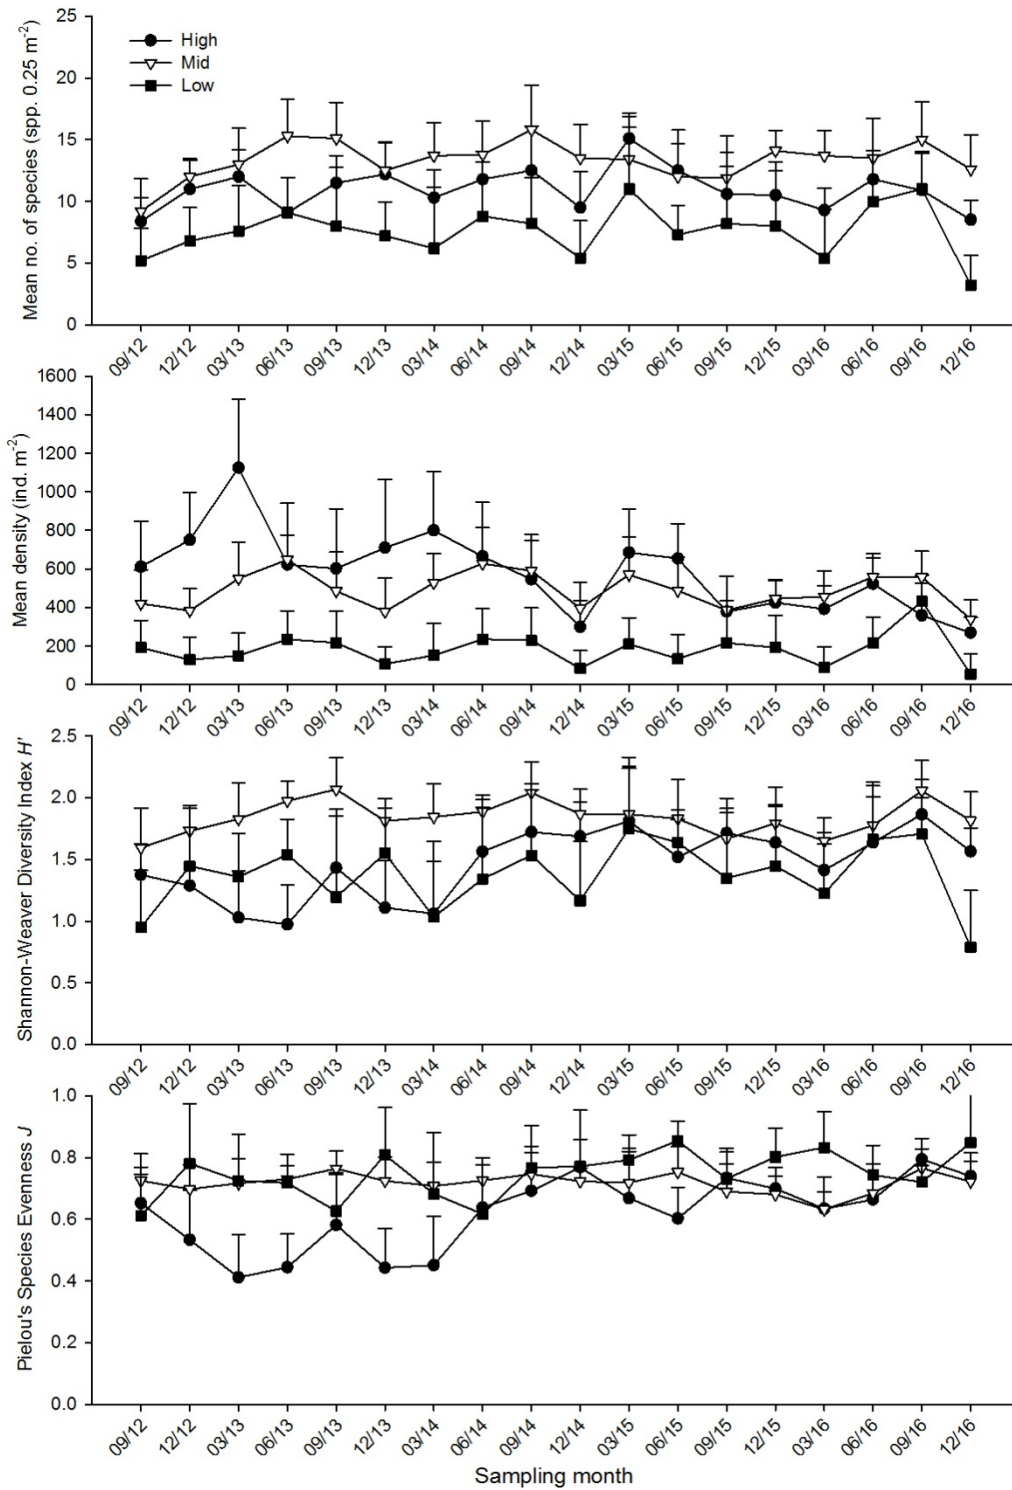 Mean no. of species (spp. 0.25 m⁻²)
25
20
15
10
5
0
High
Mid
Low
09/12 12/12 03/13 06/13 09/13 12/13 03/14 06/14 09/14 12/14 03/15 06/15 09/15 12/15 03/16 06/16 09/16 12/16
Mean density (ind. m⁻²)
1600
1400
1200
1000
800
600
400
200
0
09/12 12/12 03/13 06/13 09/13 12/13 03/14 06/14 09/14 12/14 03/15 06/15 09/15 12/15 03/16 06/16 09/16 12/16
Shannon-Weaver Diversity Index H'
2.5
2.0
1.5
1.0
0.5
0.0
09/12 12/12 03/13 06/13 09/13 12/13 03/14 06/14 09/14 12/14 03/15 06/15 09/15 12/15 03/16 06/16 09/16 12/16
Pielou's Species Evenness J
1.0
0.8
0.6
0.4
0.2
0.0
09/12 12/12 03/13 06/13 09/13 12/13 03/14 06/14 09/14 12/14 03/15 06/15 09/15 12/15 03/16 06/16 09/16 12/16
Sampling month